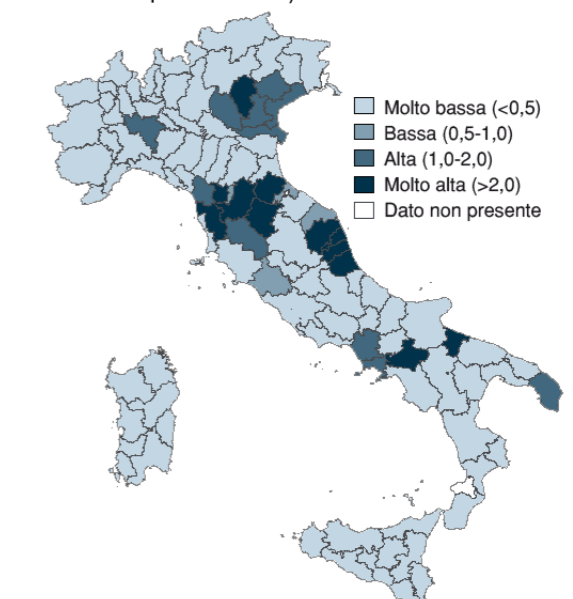 Molto bassa (<0,5)
Bassa (0,5-1,0)
Alta (1,0-2,0)
Molto alta (>2,0)
Dato non presente